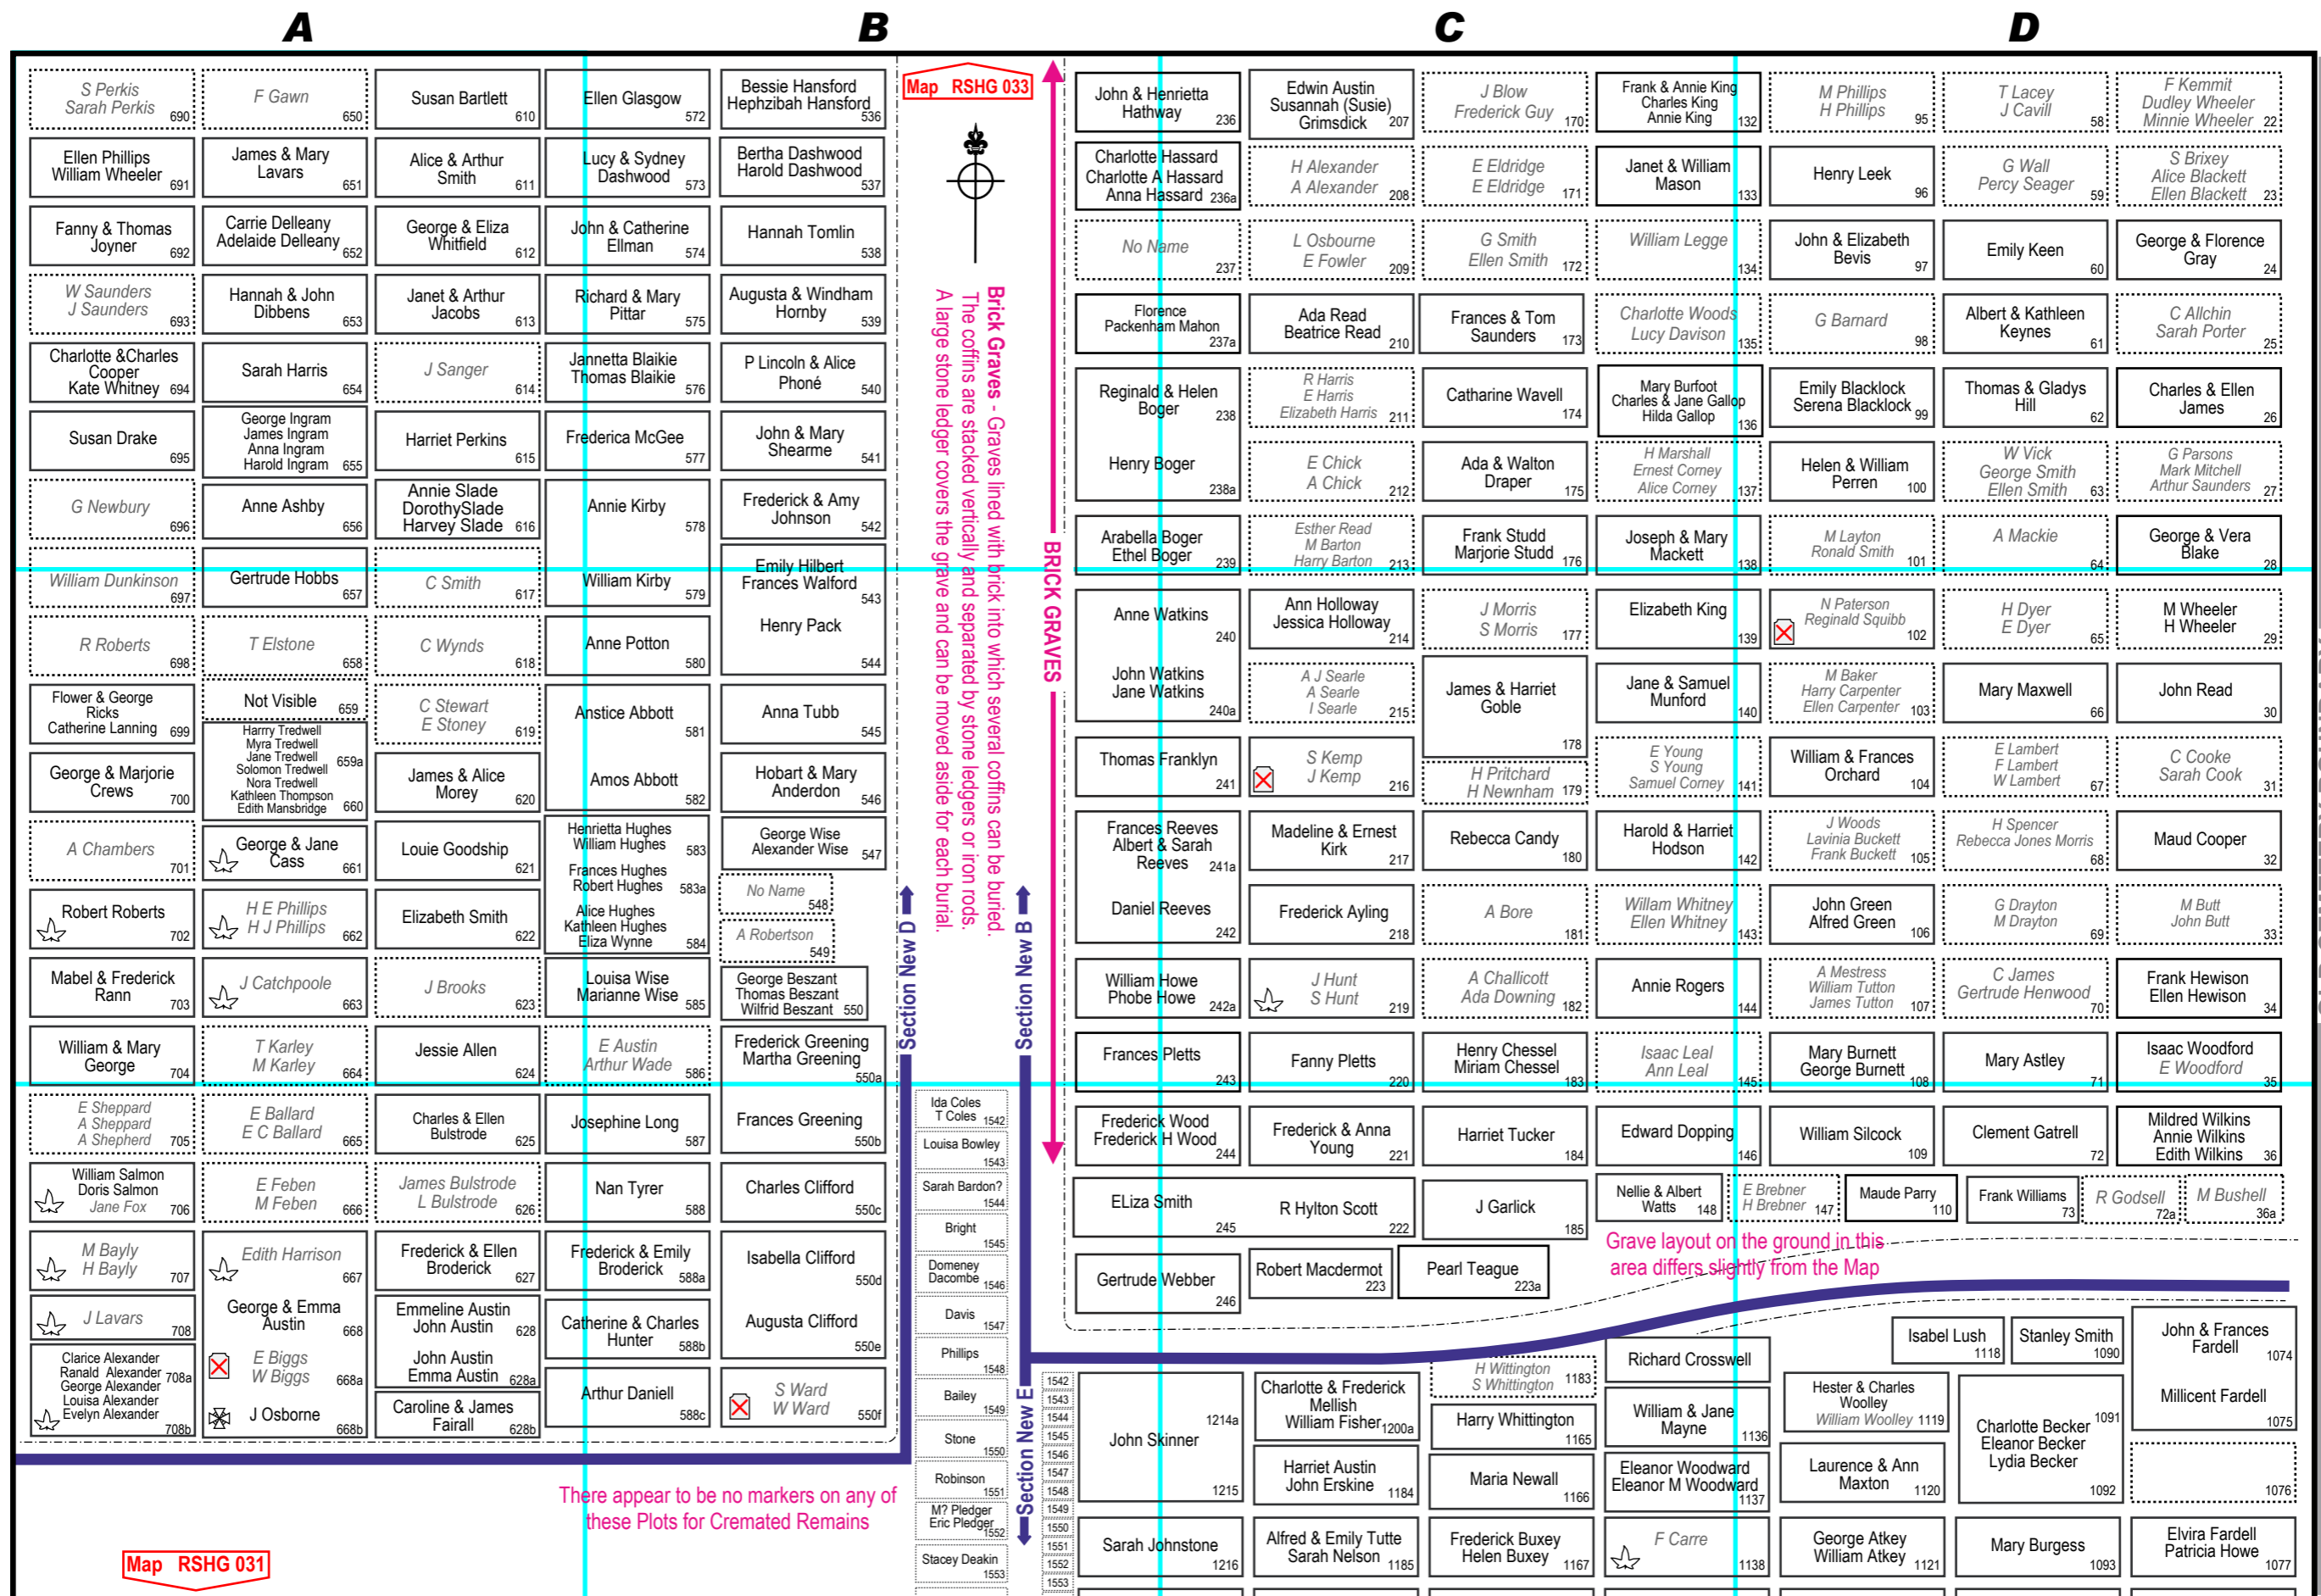 A
B
C
D
S Perkis
Sarah Perkis 690
F Gawn
650
Susan Bartlett
610
Ellen Glasgow
572
Bessie Hansford
Hephzibah Hansford
536
Ellen Phillips
William Wheeler
691
James & Mary
Lavars
651
Alice & Arthur
Smith
611
Lucy & Sydney
Dashwood
573
Bertha Dashwood
Harold Dashwood
537
Fanny & Thomas
Joyner
692
Carrie Delleany
Adelaide Delleany
652
George & Eliza
Whitfield
612
John & Catherine
Ellman
574
Hannah Tomlin
538
W Saunders
J Saunders
693
Hannah & John
Dibbens
653
Janet & Arthur
Jacobs
613
Richard & Mary
Pittar
575
Augusta & Windham
Hornby
539
Charlotte &Charles
Cooper
Kate Whitney 694
Sarah Harris
654
J Sanger
614
Jannetta Blaikie
Thomas Blaikie
576
P Lincoln & Alice
Phoné
540
Susan Drake
695
George Ingram
James Ingram
Anna Ingram
Harold Ingram 655
Harriet Perkins
615
Frederica McGee
577
John & Mary
Shearme
541
G Newbury
696
Anne Ashby
656
Annie Slade
DorothySlade
Harvey Slade 616
Annie Kirby
578
Frederick & Amy
Johnson
542
William Dunkinson
697
Gertrude Hobbs
657
C Smith
617
William Kirby
579
Emily Hilbert
Frances Walford
543
R Roberts
698
T Elstone
658
C Wynds
618
Anne Potton
580
Henry Pack
544
Flower & George
Ricks
Catherine Lanning 699
Not Visible
659
C Stewart
E Stoney
619
Anstice Abbott
581
Anna Tubb
545
George & Marjorie
Crews
700
Harrry Tredwell
Myra Tredwell
Jane Tredwell 659a
Solomon Tredwell
Nora Tredwell
Kathleen Thompson
Edith Mansbridge 660
James & Alice
Morey
620
Amos Abbott
582
Hobart & Mary
Anderdon
546
A Chambers
701
George & Jane
Cass
661
Louie Goodship
621
Henrietta Hughes
William Hughes 583
Frances Hughes
Robert Hughes 583a
Alice Hughes
Kathleen Hughes
Eliza Wynne 584
George Wise
Alexander Wise 547
No Name
548
Robert Roberts
702
H E Phillips
H J Phillips
662
Elizabeth Smith
622
A Robertson
549
Mabel & Frederick
Rann
703
J Catchpoole
663
J Brooks
623
Louisa Wise
Marianne Wise
585
George Beszant
Thomas Beszant
Wilfrid Beszant 550
William & Mary
George
704
T Karley
M Karley
664
Jessie Allen
624
E Austin
Arthur Wade
586
Frederick Greening
Martha Greening
550a
E Sheppard
A Sheppard
A Shepherd 705
E Ballard
E C Ballard
665
Charles & Ellen
Bulstrode
625
Josephine Long
587
Frances Greening
550b
William Salmon
Doris Salmon
Jane Fox 706
E Feben
M Feben
666
James Bulstrode
L Bulstrode
626
Nan Tyrer
588
Charles Clifford
550c
M Bayly
H Bayly
707
Edith Harrison
667
Frederick & Ellen
Broderick
627
Frederick & Emily
Broderick
588a
Isabella Clifford
550d
J Lavars
708
George & Emma
Austin
668
Emmeline Austin
John Austin
628
Catherine & Charles
Hunter
588b
Augusta Clifford
550e
Clarice Alexander
Ranald Alexander 708a
George Alexander
Louisa Alexander
Evelyn Alexander
708b
E Biggs
W Biggs
668a
J Osborne
668b
John Austin
Emma Austin
628a
Caroline & James
Fairall
628b
Arthur Daniell
588c
S Ward
W Ward
550f
There appear to be no markers on any of
these Plots for Cremated Remains
Map RSHG 031
Map RSHG 033
Brick Graves - Graves lined with brick into which several coffins can be buried.
The coffins are stacked vertically and separated by stone ledgers or iron rods.
A large stone ledger covers the grave and can be moved aside for each burial.
BRICK GRAVES
Section New D
Section New B
Section New E
Ida Coles
T Coles 1542
Louisa Bowley
1543
Sarah Bardon?
1544
Bright
1545
Domeney
Dacombe 1546
Davis
1547
Phillips
1548
Bailey
1549
Stone
1550
Robinson
1551
M? Pledger
Eric Pledger
1552
Stacey Deakin
1553
1542
1543
1544
1545
1546
1547
1548
1549
1550
1551
1552
1553
John & Henrietta
Hathway
236
Edwin Austin
Susannah (Susie)
Grimsdick 207
J Blow
Frederick Guy
170
Frank & Annie King
Charles King
Annie King 132
M Phillips
H Phillips
95
T Lacey
J Cavill
58
F Kemmit
Dudley Wheeler
Minnie Wheeler 22
Charlotte Hassard
Charlotte A Hassard
Anna Hassard 236a
H Alexander
A Alexander
208
E Eldridge
E Eldridge
171
Janet & William
Mason
133
Henry Leek
96
G Wall
Percy Seager
59
S Brixey
Alice Blackett
Ellen Blackett 23
No Name
237
L Osbourne
E Fowler
209
G Smith
Ellen Smith
172
William Legge
134
John & Elizabeth
Bevis
97
Emily Keen
60
George & Florence
Gray
24
Florence
Packenham Mahon
237a
Ada Read
Beatrice Read
210
Frances & Tom
Saunders
173
Charlotte Woods
Lucy Davison
135
G Barnard
98
Albert & Kathleen
Keynes
61
C Allchin
Sarah Porter
25
Reginald & Helen
Boger
238
R Harris
E Harris
Elizabeth Harris 211
Catharine Wavell
174
Mary Burfoot
Charles & Jane Gallop
Hilda Gallop
136
Emily Blacklock
Serena Blacklock 99
Thomas & Gladys
Hill
62
Charles & Ellen
James
26
Henry Boger
238a
E Chick
A Chick
212
Ada & Walton
Draper
175
H Marshall
Ernest Corney
Alice Corney 137
Helen & William
Perren
100
W Vick
George Smith
Ellen Smith 63
G Parsons
Mark Mitchell
Arthur Saunders 27
Arabella Boger
Ethel Boger
239
Esther Read
M Barton
Harry Barton 213
Frank Studd
Marjorie Studd
176
Joseph & Mary
Mackett
138
M Layton
Ronald Smith
101
A Mackie
64
George & Vera
Blake
28
Anne Watkins
240
Ann Holloway
Jessica Holloway
214
J Morris
S Morris
177
Elizabeth King
139
N Paterson
Reginald Squibb
102
H Dyer
E Dyer
65
M Wheeler
H Wheeler
29
John Watkins
Jane Watkins
240a
A J Searle
A Searle
I Searle 215
James & Harriet
Goble
178
Jane & Samuel
Munford
140
M Baker
Harry Carpenter
Ellen Carpenter 103
Mary Maxwell
66
John Read
30
Thomas Franklyn
241
S Kemp
J Kemp
216
H Pritchard
H Newnham 179
E Young
S Young
Samuel Corney 141
William & Frances
Orchard
104
E Lambert
F Lambert
W Lambert 67
C Cooke
Sarah Cook
31
Frances Reeves
Albert & Sarah
Reeves 241a
Madeline & Ernest
Kirk
217
Rebecca Candy
180
Harold & Harriet
Hodson
142
J Woods
Lavinia Buckett
Frank Buckett 105
H Spencer
Rebecca Jones Morris
68
Maud Cooper
32
Daniel Reeves
242
Frederick Ayling
218
A Bore
181
Willam Whitney
Ellen Whitney
143
John Green
Alfred Green
106
G Drayton
M Drayton
69
M Butt
John Butt
33
William Howe
Phobe Howe
242a
J Hunt
S Hunt
219
A Challicott
Ada Downing
182
Annie Rogers
144
A Mestress
William Tutton
James Tutton 107
C James
Gertrude Henwood
70
Frank Hewison
Ellen Hewison
34
Frances Pletts
243
Fanny Pletts
220
Henry Chessel
Miriam Chessel
183
Isaac Leal
Ann Leal
145
Mary Burnett
George Burnett
108
Mary Astley
71
Isaac Woodford
E Woodford
35
Frederick Wood
Frederick H Wood
244
Frederick & Anna
Young
221
Harriet Tucker
184
Edward Dopping
146
William Silcock
109
Clement Gatrell
72
Mildred Wilkins
Annie Wilkins
Edith Wilkins 36
ELiza Smith
245
R Hylton Scott
222
J Garlick
185
Nellie & Albert
Watts 148
E Brebner
H Brebner 147
Maude Parry
110
Frank Williams
73
R Godsell
72a
M Bushell
36a
Gertrude Webber
246
Robert Macdermot
223
Pearl Teague
223a
Grave layout on the ground in this
area differs slightly from the Map
John Skinner
1214a
1215
Charlotte & Frederick
Mellish
William Fisher 1200a
H Wittington
S Whittington 1183
Richard Crosswell
Isabel Lush
1118
Stanley Smith
1090
John & Frances
Fardell
1074
Harry Whittington
1165
William & Jane
Mayne
1136
Hester & Charles
Woolley
William Woolley 1119
Charlotte Becker 1091
Eleanor Becker
Lydia Becker
1092
Millicent Fardell
1075
Harriet Austin
John Erskine
1184
Maria Newall
1166
Eleanor Woodward
Eleanor M Woodward
1137
Laurence & Ann
Maxton
1120
1076
Sarah Johnstone
1216
Alfred & Emily Tutte
Sarah Nelson 1185
Frederick Buxey
Helen Buxey 1167
F Carre
1138
George Atkey
William Atkey 1121
Mary Burgess
1093
Elvira Fardell
Patricia Howe
1077